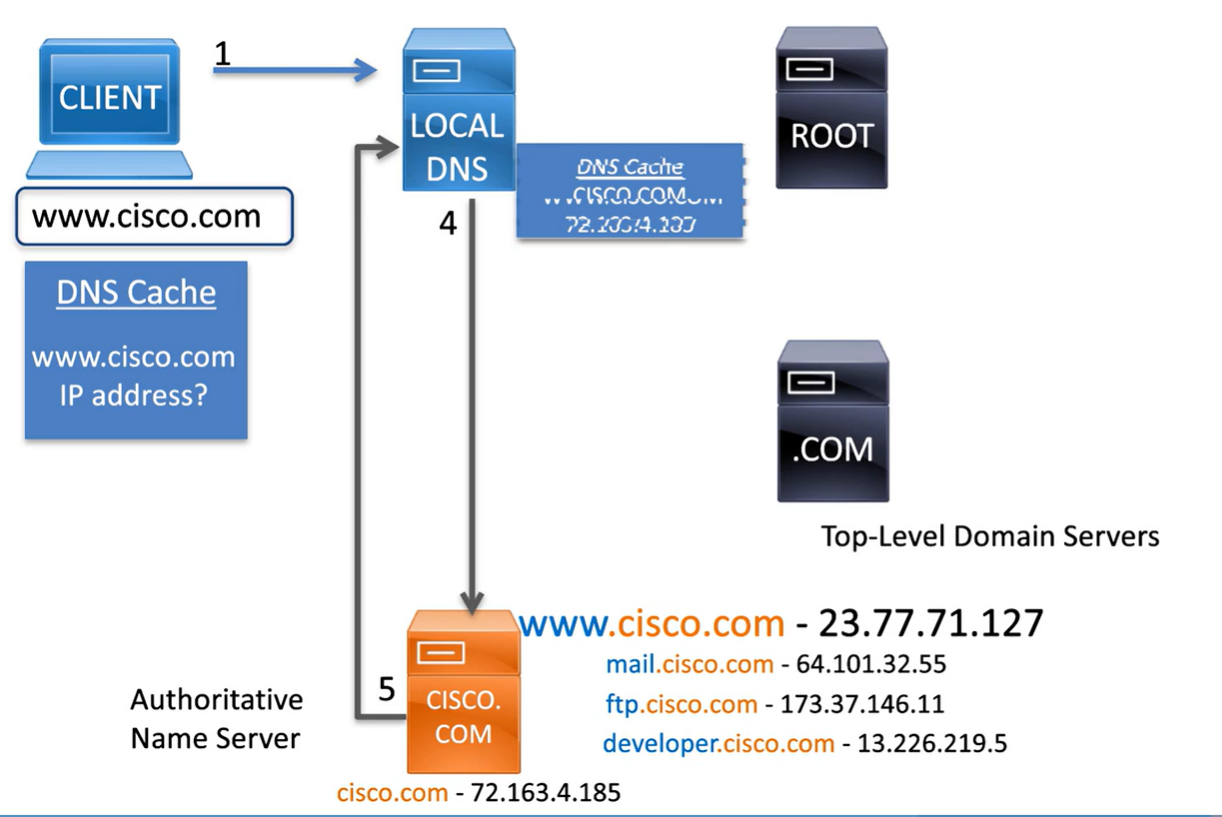 1
CLIENT
LOCAL
DNS
ROOT
www.cisco.com
DNS Cache
4
DNS Cache
www.cisco.com
IP address?
.COM
Top-Level Domain Servers
www.cisco.com - 23.77.71.127
mail.cisco.com - 64.101.32.55
ftp.cisco.com - 173.37.146.11
developer.cisco.com - 13.226.219.5
Authoritative
Name Server
5
CISCO.
COM
cisco.com - 72.163.4.185